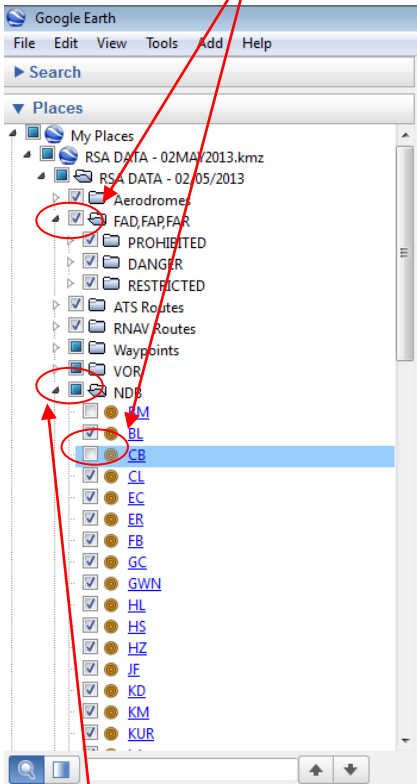 Google Earth
File Edit View Tools Add Help
Search
Places
My Places
RSA DATA - 02MAY2013.kmz
RSA DATA - 02/05/2013
Aerodromes
FAD,FAP,FAR
PROHIBITED
DANGER
RESTRICTED
ATS Routes
RNAV Routes
Waypoints
VOR
NDB
BL
CB
CL
EC
ER
FB
GC
GWN
HL
HS
HZ
JF
KD
KM
KUR